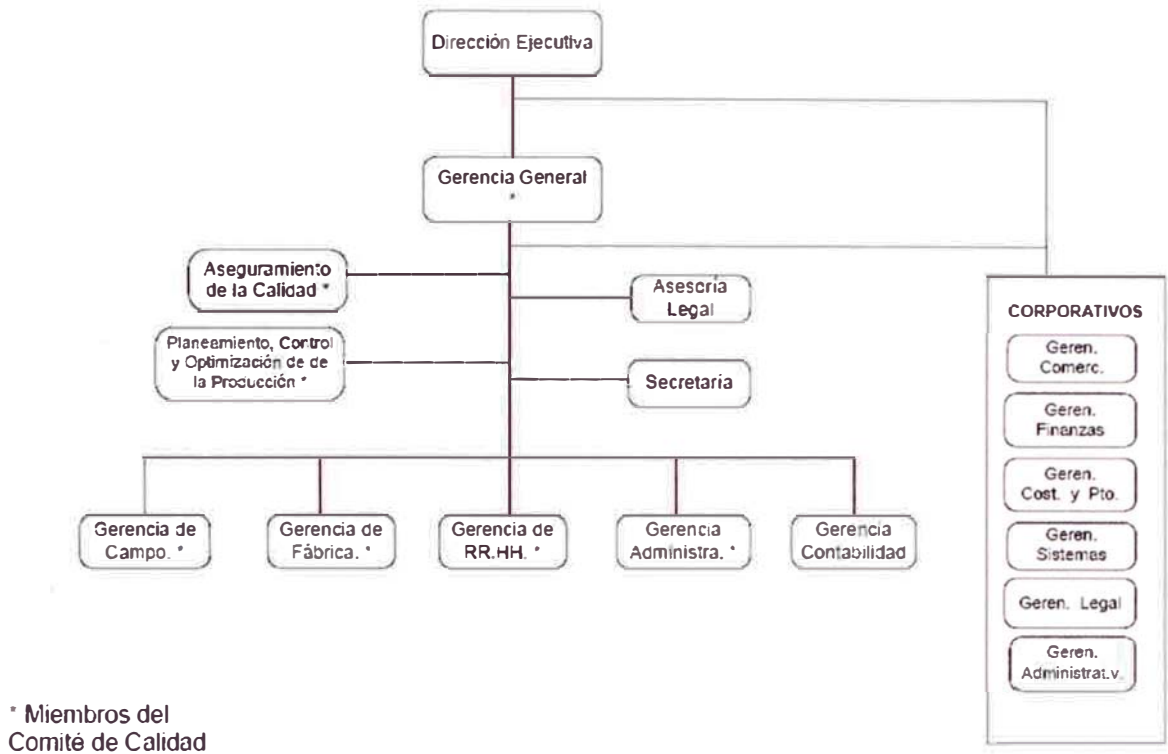 Dirección Ejecutiva
Gerencia General
*
Aseguramiento
de la Calidad *
Asesoría
Legal
Planeamiento, Control
y Optimización de de
la Producción *
Secretaría
Gerencia de
Campo. *
Gerencia de
Fábrica. *
Gerencia de
RR.HH. *
Gerencia
Administra. *
Gerencia
Contabilidad
CORPORATIVOS
Geren.
Comerc.
Geren.
Finanzas
Geren.
Cost. y Pto.
Geren.
Sistemas
Geren. Legal
Geren.
Administrat.v.
* Miembros del
Comité de Calidad